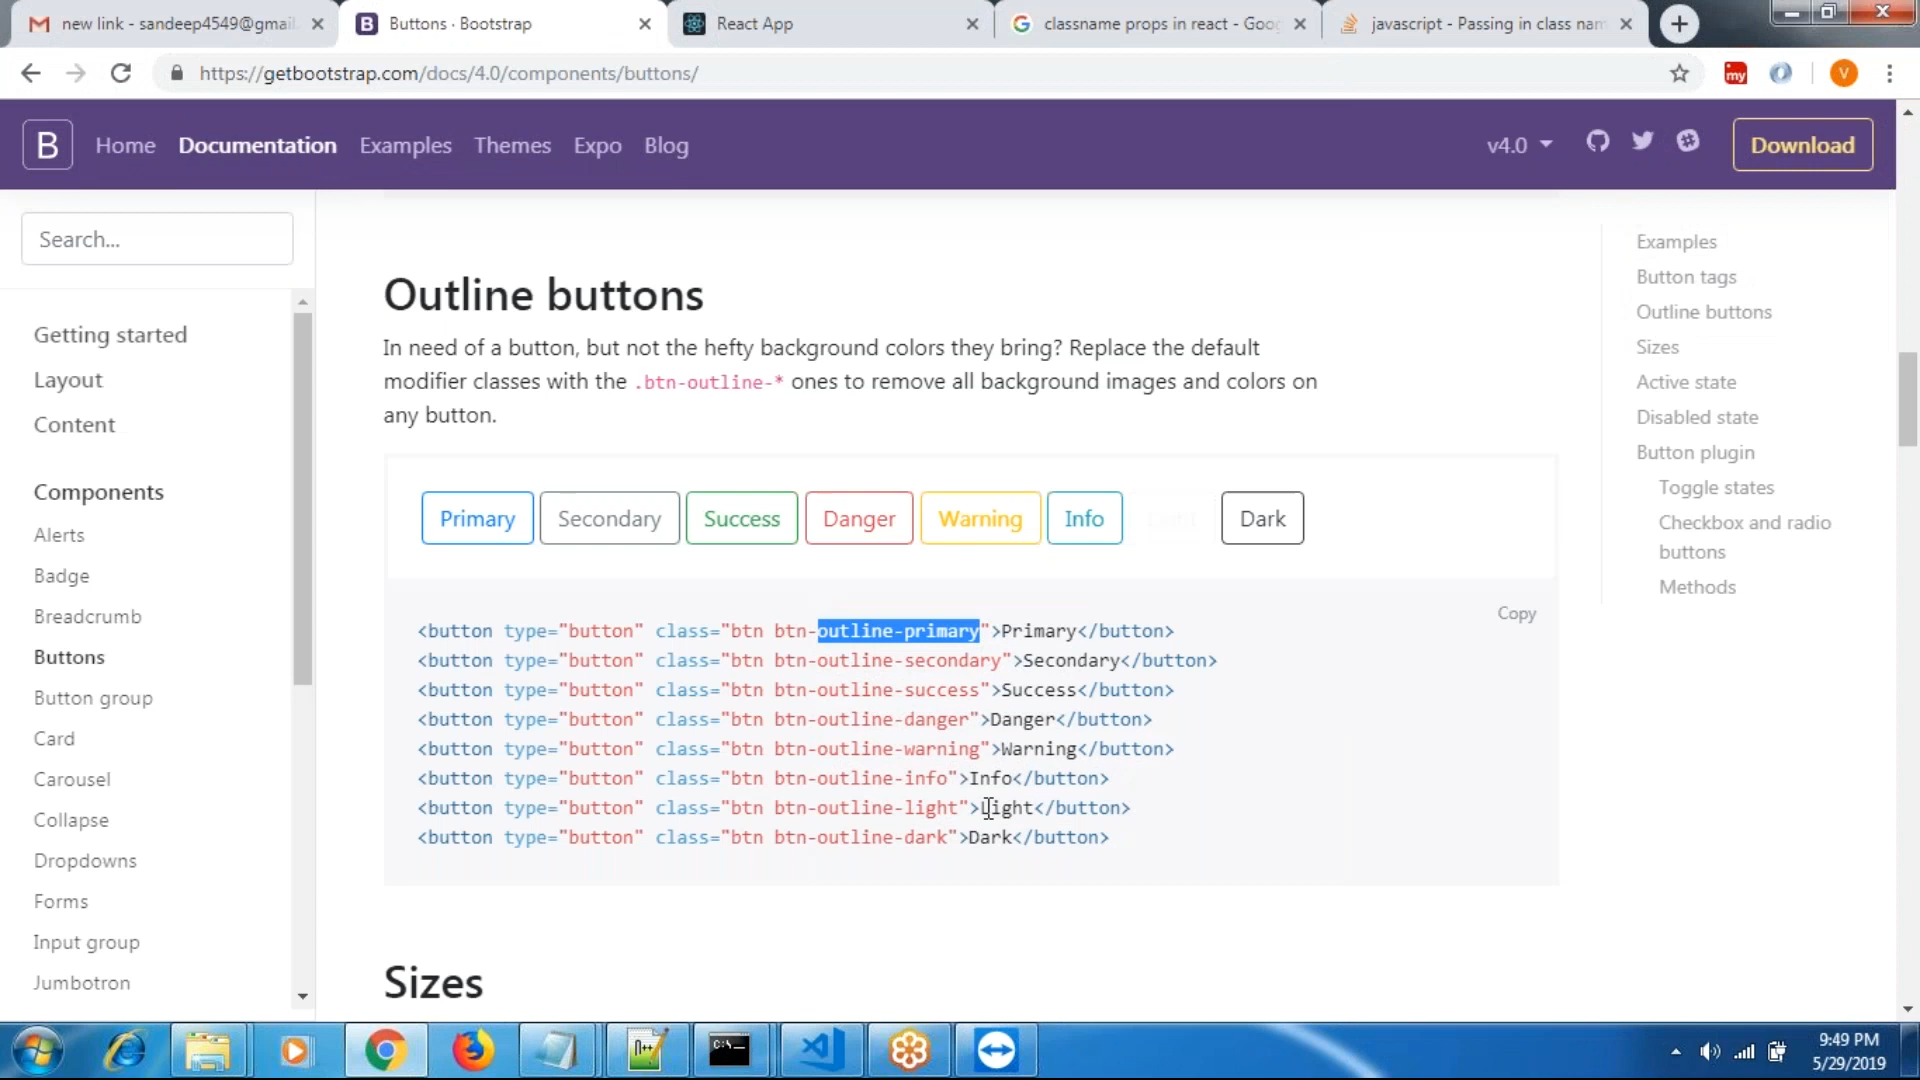 new link - sandeep4549@gmail.
Buttons · Bootstrap
React App
classname props in react - Goog
javascript - Passing in class nam
https://getbootstrap.com/docs/4.0/components/buttons/
my
V
B
Home
Documentation
Examples
Themes
Expo
Blog
v4.0
Download
Search...
Getting started
Layout
Content
Components
Alerts
Badge
Breadcrumb
Buttons
Button group
Card
Carousel
Collapse
Dropdowns
Forms
Input group
Jumbotron
Outline buttons
In need of a button, but not the hefty background colors they bring? Replace the default
modifier classes with the .btn-outline-* ones to remove all background images and colors on
any button.
Primary
Secondary
Success
Danger
Warning
Info
Light
Dark
Copy
<button type="button" class="btn btn-outline-primary">Primary</button>
<button type="button" class="btn btn-outline-secondary">Secondary</button>
<button type="button" class="btn btn-outline-success">Success</button>
<button type="button" class="btn btn-outline-danger">Danger</button>
<button type="button" class="btn btn-outline-warning">Warning</button>
<button type="button" class="btn btn-outline-info">Info</button>
<button type="button" class="btn btn-outline-light">Light</button>
<button type="button" class="btn btn-outline-dark">Dark</button>
Sizes
Examples
Button tags
Outline buttons
Sizes
Active state
Disabled state
Button plugin
Toggle states
Checkbox and radio
buttons
Methods
9:49 PM
5/29/2019